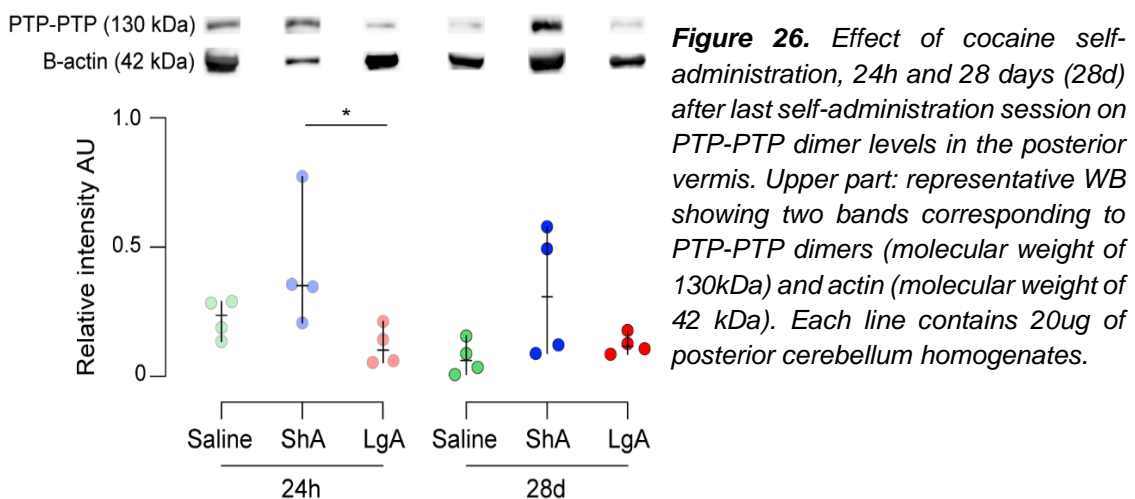 PTP-PTP (130 kDa)
B-actin (42 kDa)
Relative intensity AU
1.0
0.5
0
*
Saline ShA LgA Saline ShA LgA
24h 28d
Figure 26. Effect of cocaine self-
administration, 24h and 28 days (28d)
after last self-administration session on
PTP-PTP dimer levels in the posterior
vermis. Upper part: representative WB
showing two bands corresponding to
PTP-PTP dimers (molecular weight of
130kDa) and actin (molecular weight of
42 kDa). Each line contains 20ug of
posterior cerebellum homogenates.